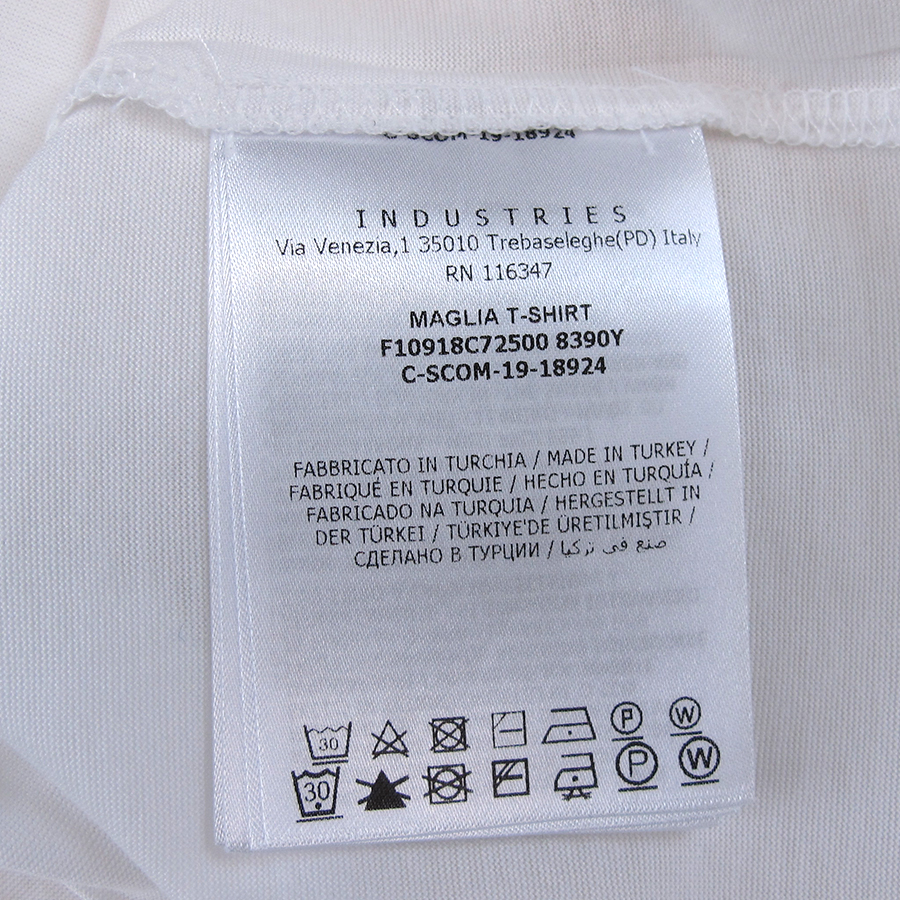 C-SCOM-19-18924
INDUSTRIES
Via Venezia,1 35010 Trebaseleghe(PD) Italy
RN 116347
MAGLIA T-SHIRT
F10918C72500 8390Y
C-SCOM-19-18924
FABBRICATO IN TURCHIA / MADE IN TURKEY /
FABRIQUÉ EN TURQUIE / HECHO EN TURQUÍA /
FABRICADO NA TURQUIA / HERGESTELLT IN
DER TÜRKEI / TÜRKIYE'DE ÜRETILMIŞTIR /
СДЕЛАНО В ТУРЦИИ / صنع في تركيا
30 P W
30 P W